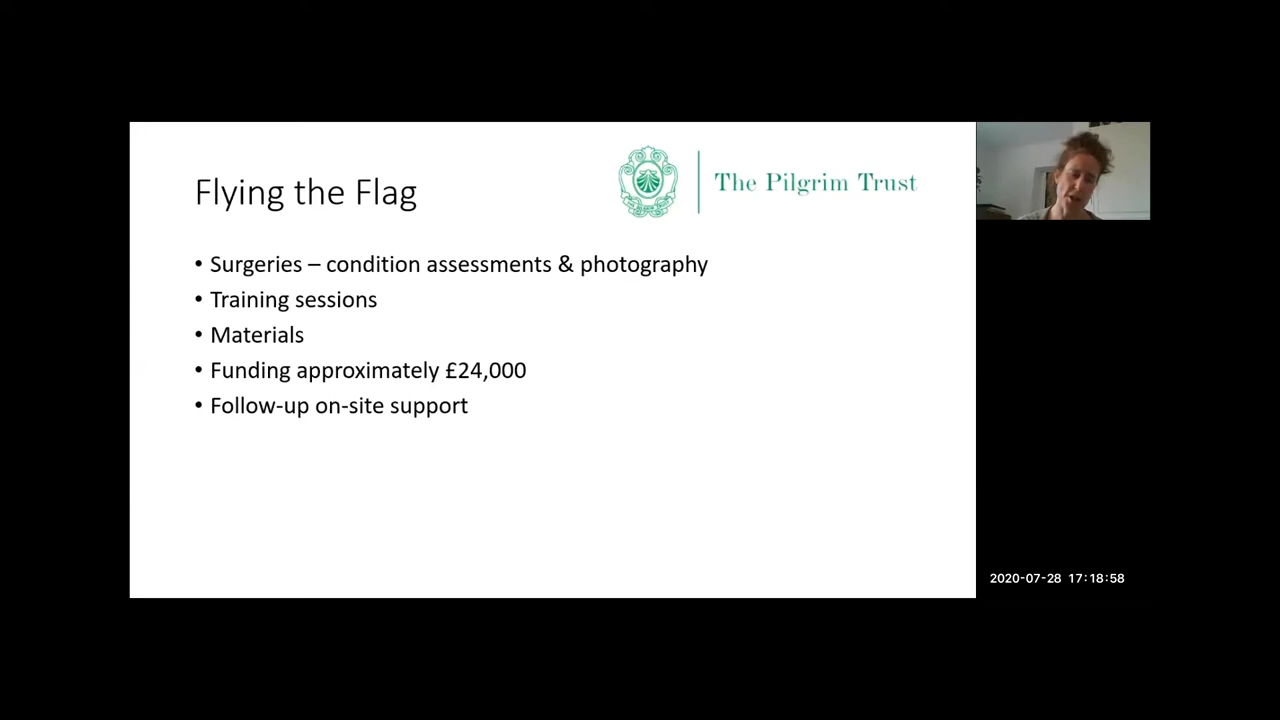 Flying the Flag
The Pilgrim Trust
• Surgeries – condition assessments & photography
• Training sessions
• Materials
• Funding approximately £24,000
• Follow-up on-site support
2020-07-28 17:18:58